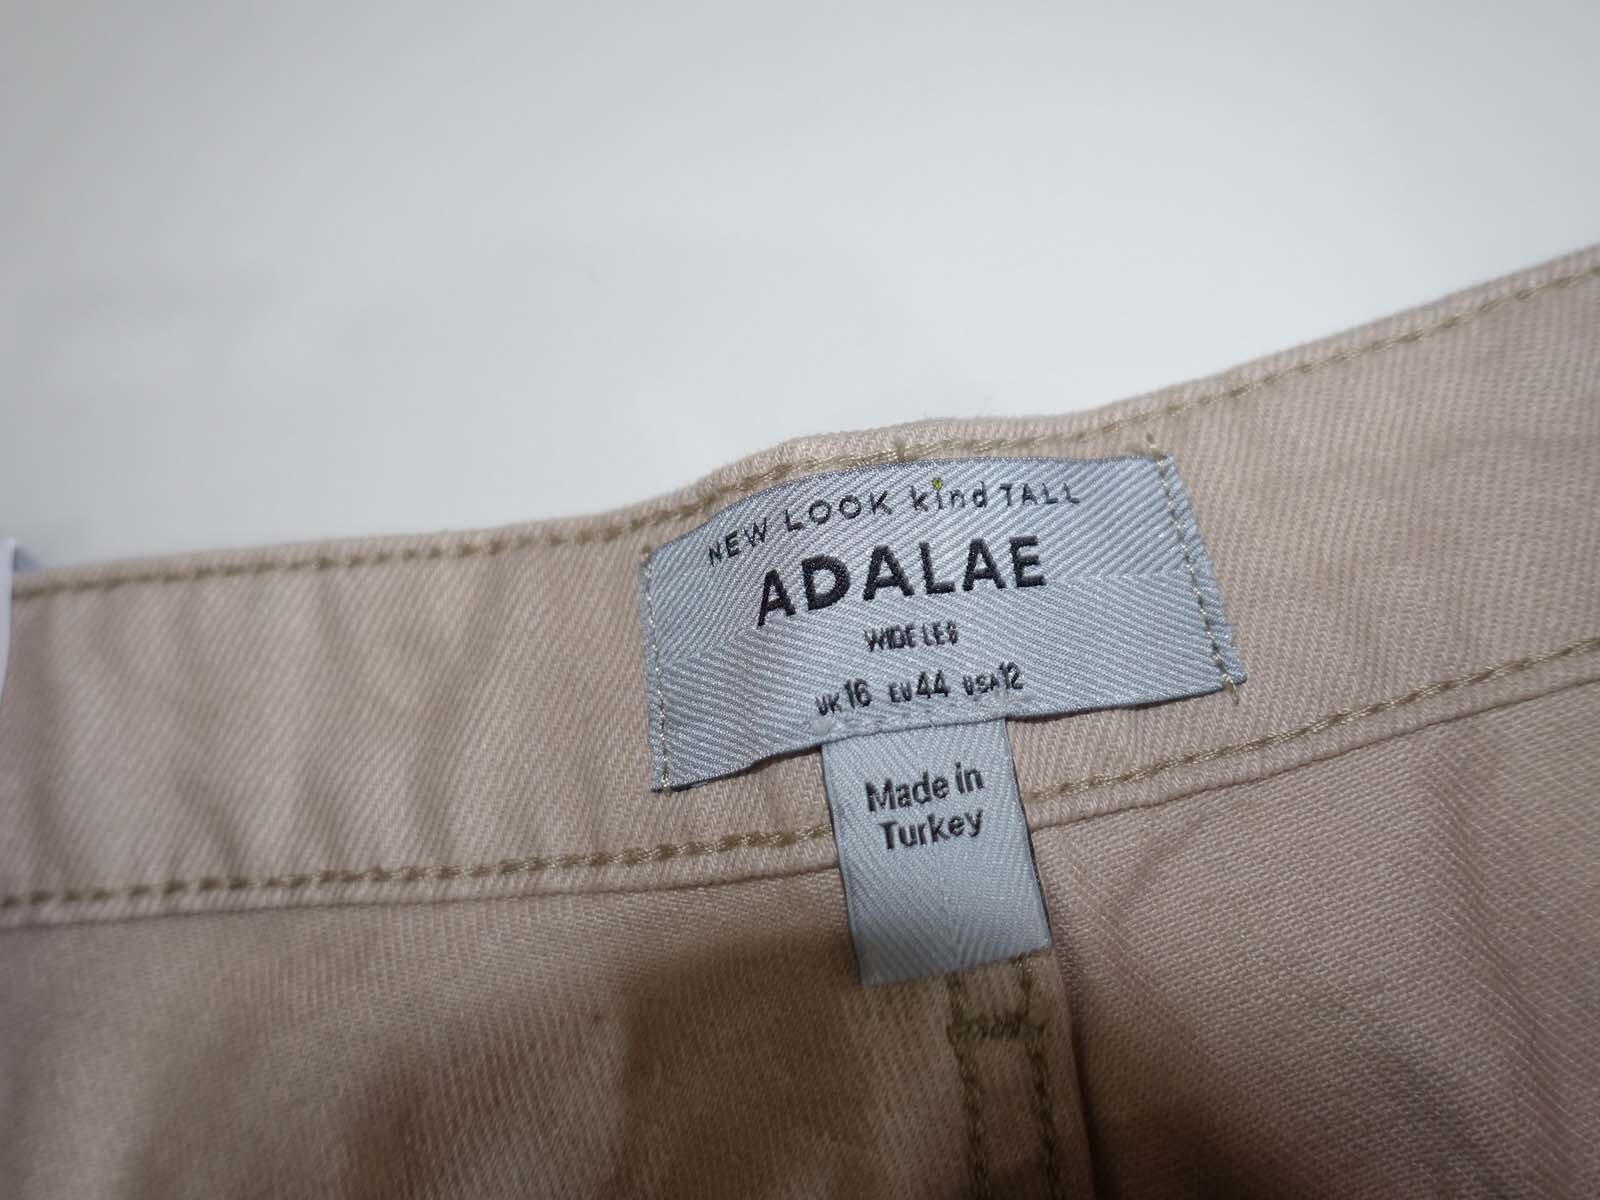 NEW LOOK kind TALL
ADALAE
WIDE LEG
UK 16 EU 44 USA 12
Made in
Turkey